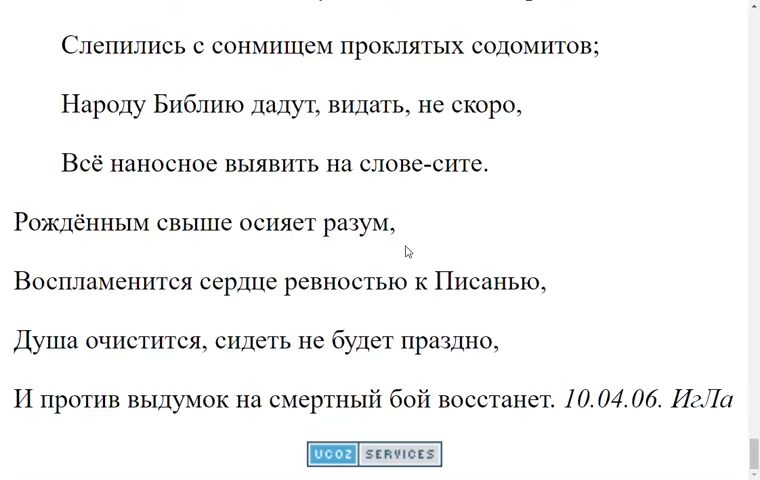 Слепились с сонмищем проклятых содомитов;
Народу Библию дадут, видать, не скоро,
Всё наносное выявить на слове-сите.
Рождённым свыше осияет разум,
Воспламенится сердце ревностью к Писанью,
Душа очистится, сидеть не будет праздно,
И против выдумок на смертный бой восстанет. 10.04.06. ИгЛа
UCOZ SERVICES